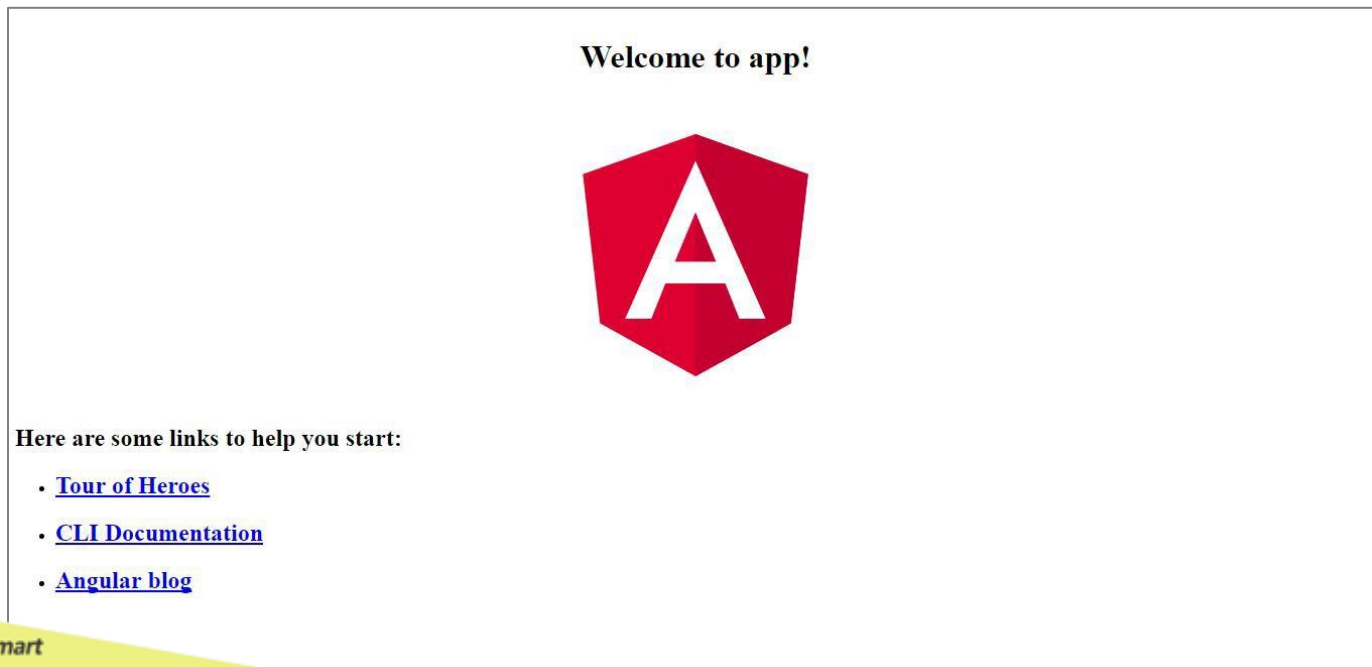 Welcome to app!
A
Here are some links to help you start:
Tour of Heroes
CLI Documentation
Angular blog
mart